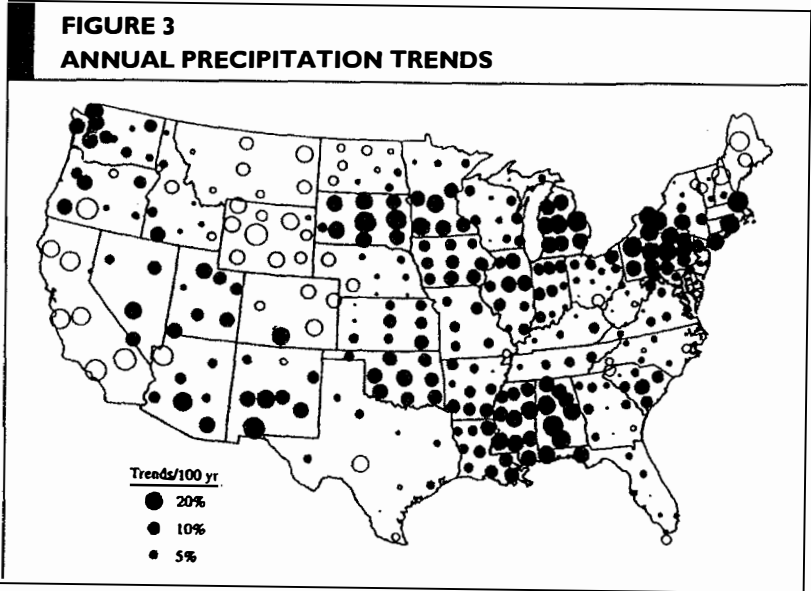 FIGURE 3
ANNUAL PRECIPITATION TRENDS
Trends/100 yr
20%
10%
5%